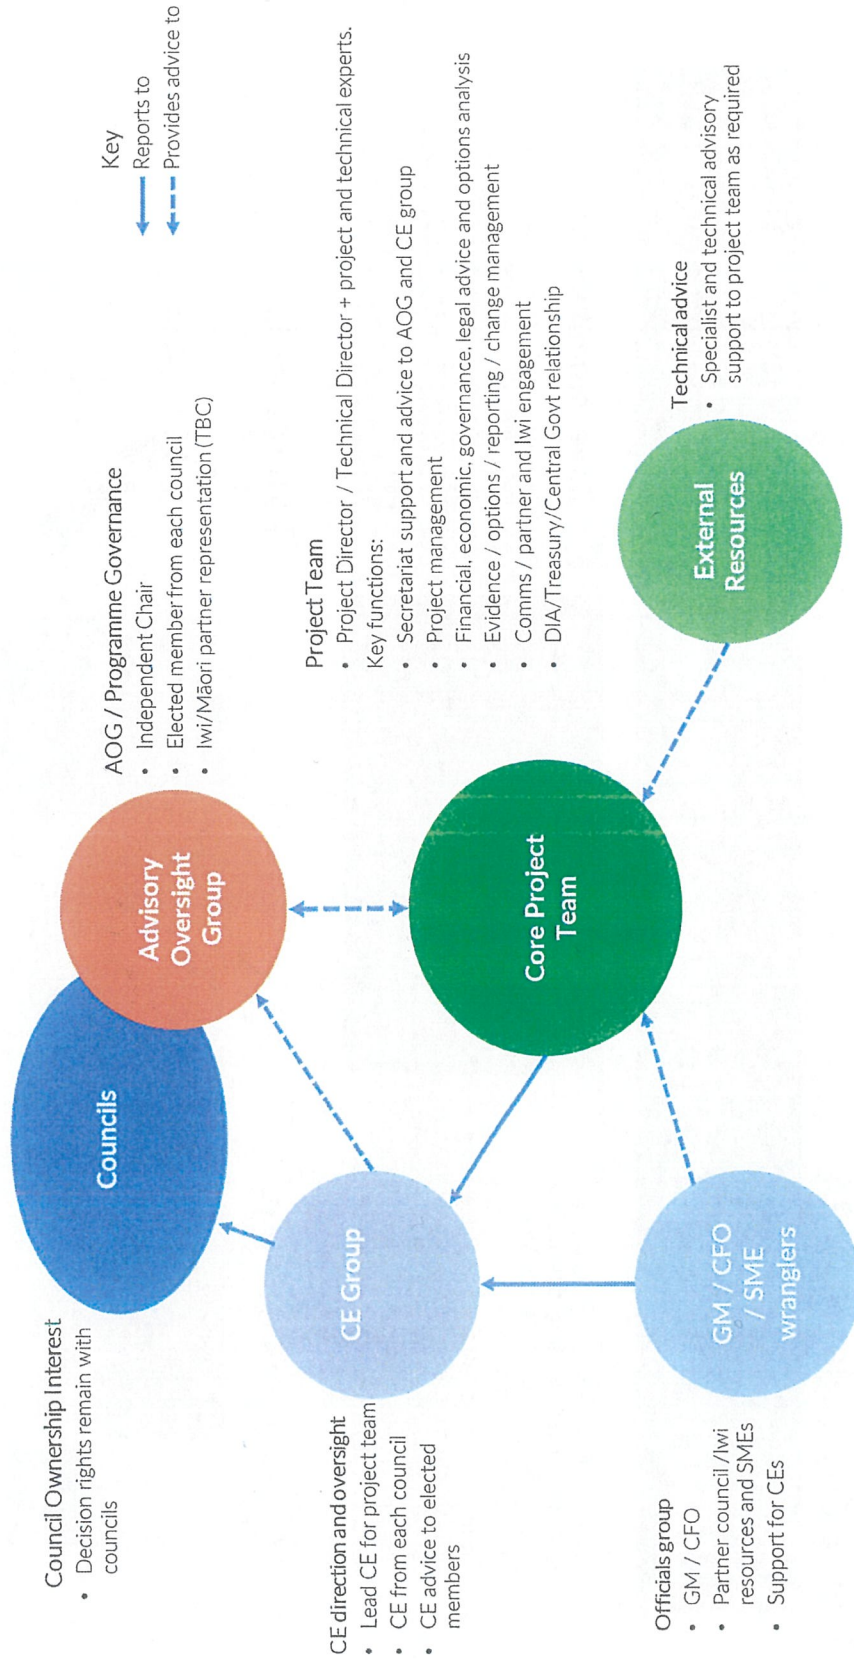 Council Ownership Interest
• Decision rights remain with
councils
Councils
Advisory
Oversight
Group
AOG / Programme Governance
• Independent Chair
• Elected member from each council
• Iwi/Māori partner representation (TBC)
Key
Reports to
Provides advice to
CE direction and oversight
• Lead CE for project team
• CE from each council
• CE advice to elected
members
CE Group
Core Project
Team
Project Team
• Project Director / Technical Director + project and technical experts.
Key functions:
• Secretariat support and advice to AOG and CE group
• Project management
• Financial, economic, governance, legal advice and options analysis
• Evidence / options / reporting / change management
• Comms / partner and Iwi engagement
• DIA/Treasury/Central Govt relationship
Officials group
• GM / CFO
• Partner council /Iwi
resources and SMEs
• Support for CEs
GM / CFO
/ SME
wranglers
External
Resources
Technical advice
• Specialist and technical advisory
support to project team as required